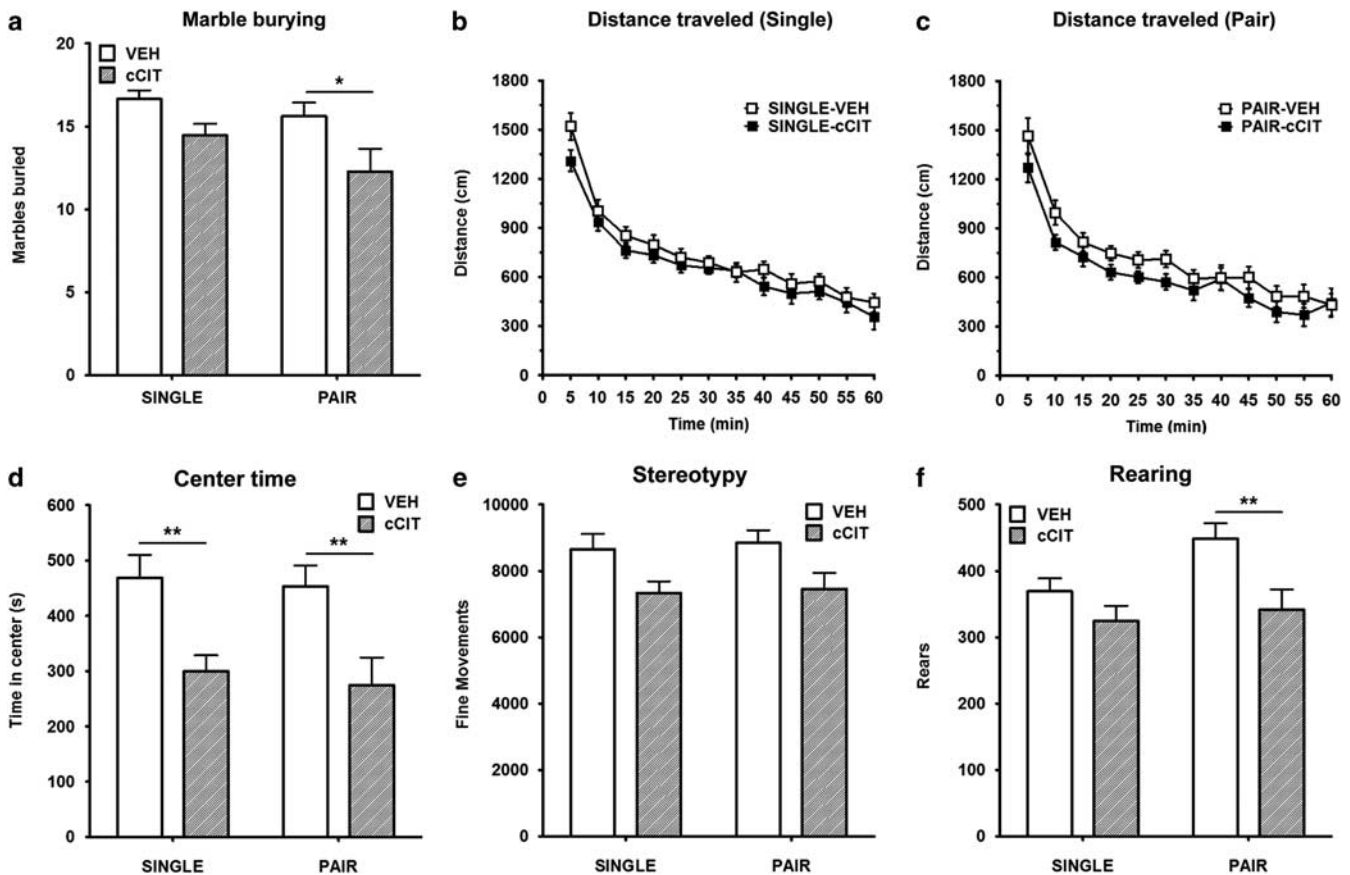 a
Marble burying
20
15
10
5
0
Marbles buried
VEH
cCIT
*
SINGLE
PAIR
b
Distance traveled (Single)
1800
1500
1200
900
600
300
0
Distance (cm)
SINGLE-VEH
SINGLE-cCIT
0 5 10 15 20 25 30 35 40 45 50 55 60
Time (min)
c
Distance traveled (Pair)
1800
1500
1200
900
600
300
0
Distance (cm)
PAIR-VEH
PAIR-cCIT
0 5 10 15 20 25 30 35 40 45 50 55 60
Time (min)
d
Center time
600
500
400
300
200
100
0
Time in center (s)
VEH
cCIT
**
**
SINGLE
PAIR
e
Stereotypy
10000
8000
6000
4000
2000
0
Fine Movements
VEH
cCIT
SINGLE
PAIR
f
Rearing
500
400
300
200
100
0
Rears
VEH
cCIT
**
SINGLE
PAIR